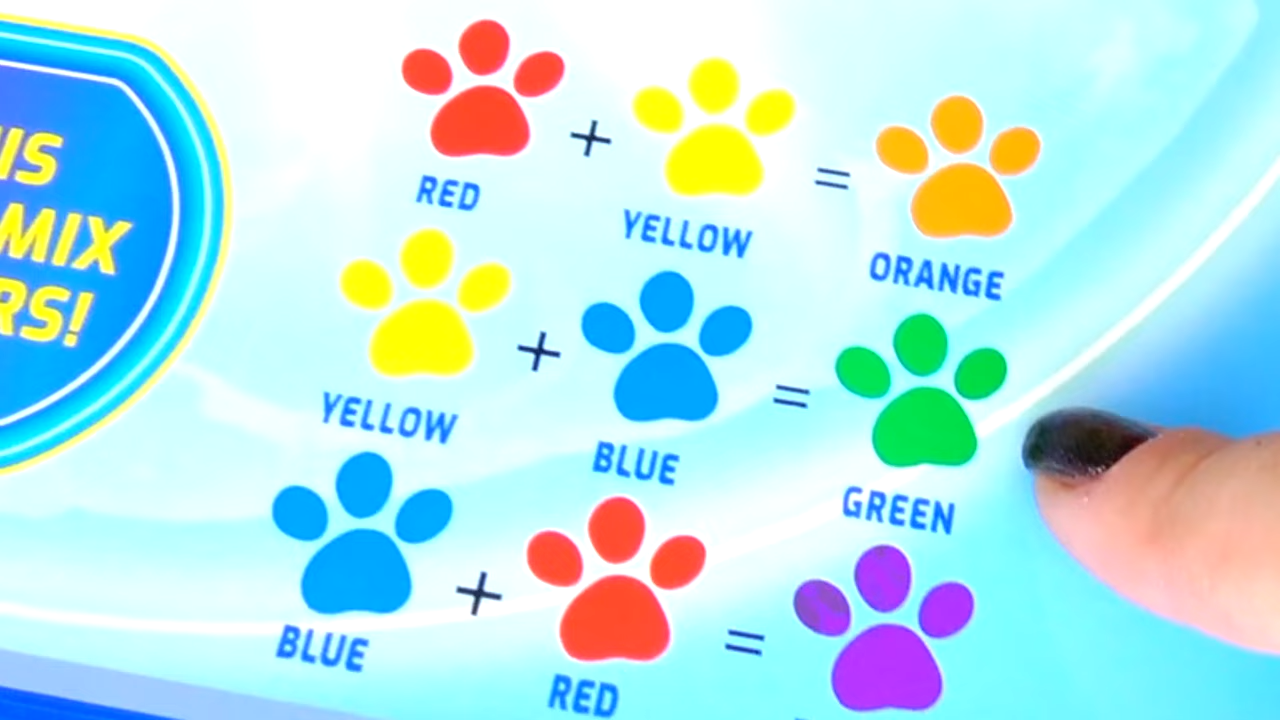 IS
MIX
RS!
+ =
RED YELLOW ORANGE
+ =
YELLOW BLUE GREEN
+ =
BLUE RED